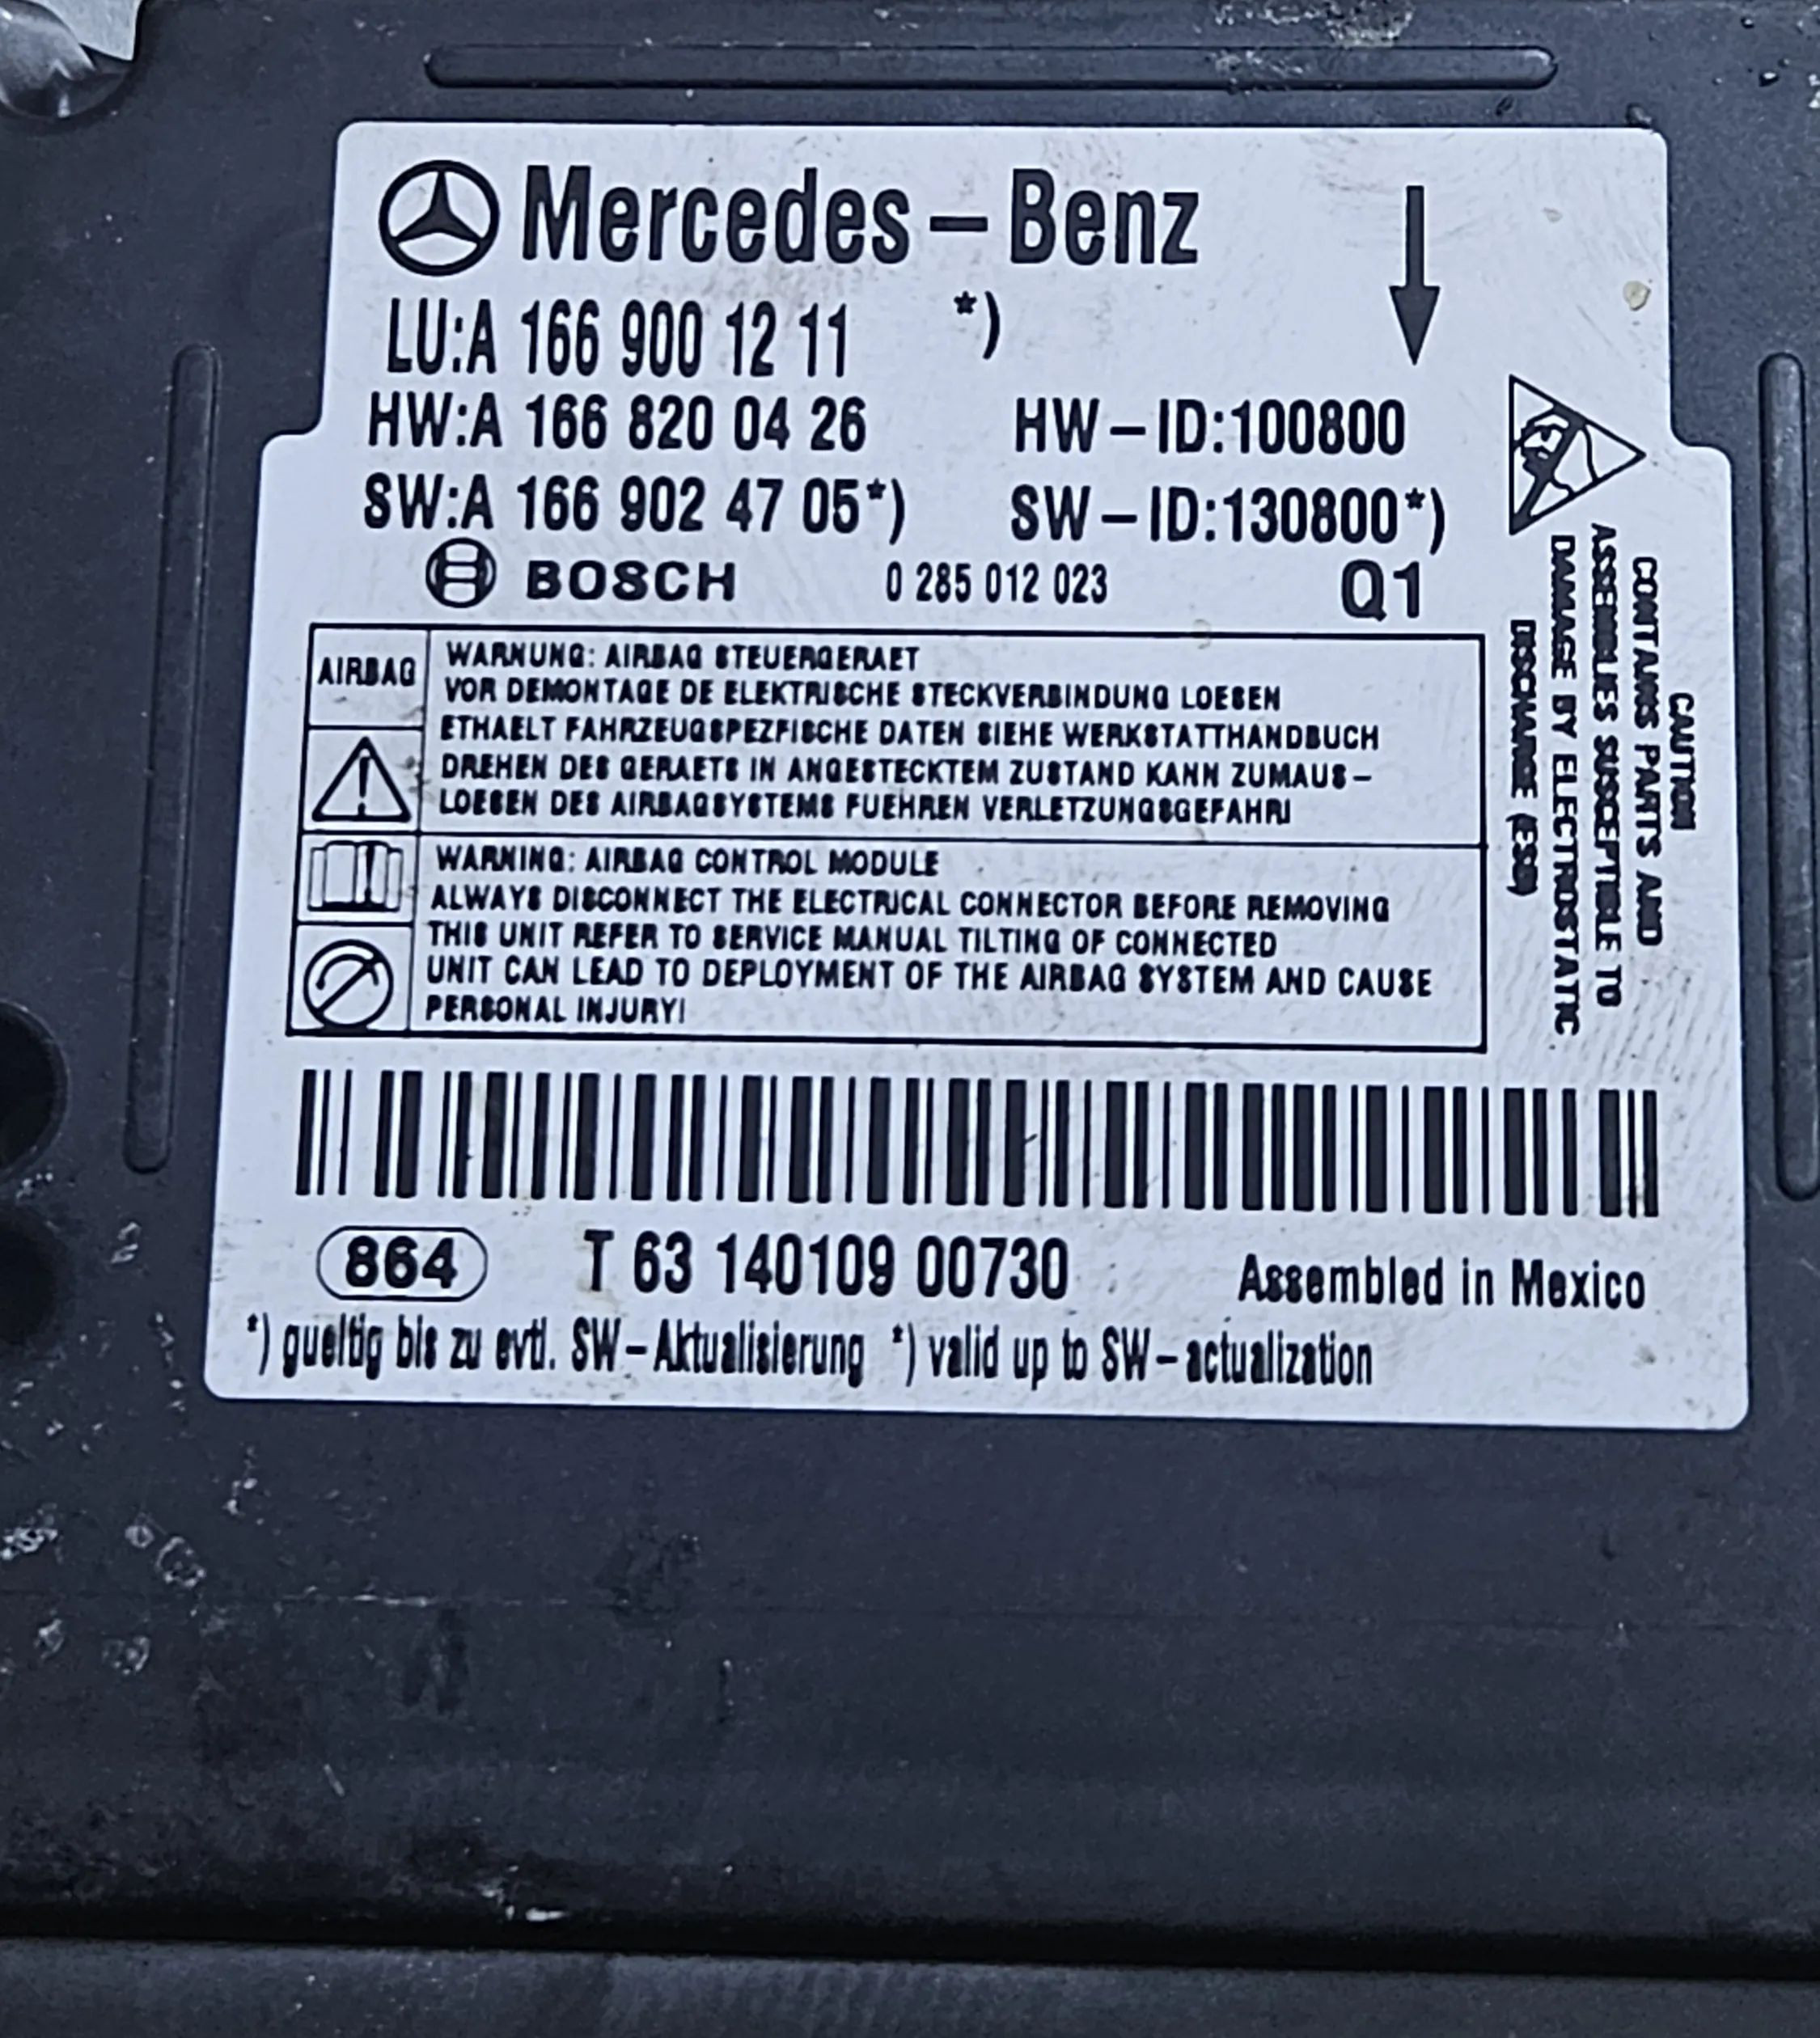 Mercedes-Benz
LU:A 166 900 12 11 *)
HW:A 166 820 04 26 HW-ID:100800
SW:A 166 902 47 05*) SW-ID:130800*)
BOSCH 0 285 012 023 Q1
AIRBAG
WARNUNG: AIRBAG STEUERGERAET
VOR DEMONTAGE DE ELEKTRISCHE STECKVERBINDUNG LOESEN
ETHAELT FAHRZEUGSPEZFISCHE DATEN SIEHE WERKSTATTHANDBUCH
DREHEN DES GERAETS IN ANGESTECKTEM ZUSTAND KANN ZUMAUS-
LOESEN DES AIRBAGSYSTEMS FUEHREN VERLETZUNGSGEFAHR!
WARNING: AIRBAG CONTROL MODULE
ALWAYS DISCONNECT THE ELECTRICAL CONNECTOR BEFORE REMOVING
THIS UNIT REFER TO SERVICE MANUAL TILTING OF CONNECTED
UNIT CAN LEAD TO DEPLOYMENT OF THE AIRBAG SYSTEM AND CAUSE
PERSONAL INJURY!
CAUTION
CONTAINS PARTS AND
ASSEMBLIES SUSCEPTIBLE TO
DAMAGE BY ELECTROSTATIC
DISCHARGE (ESD)
864 T 63 140109 00730 Assembled in Mexico
*) gueltig bis zu evtl. SW-Aktualisierung *) valid up to SW-actualization